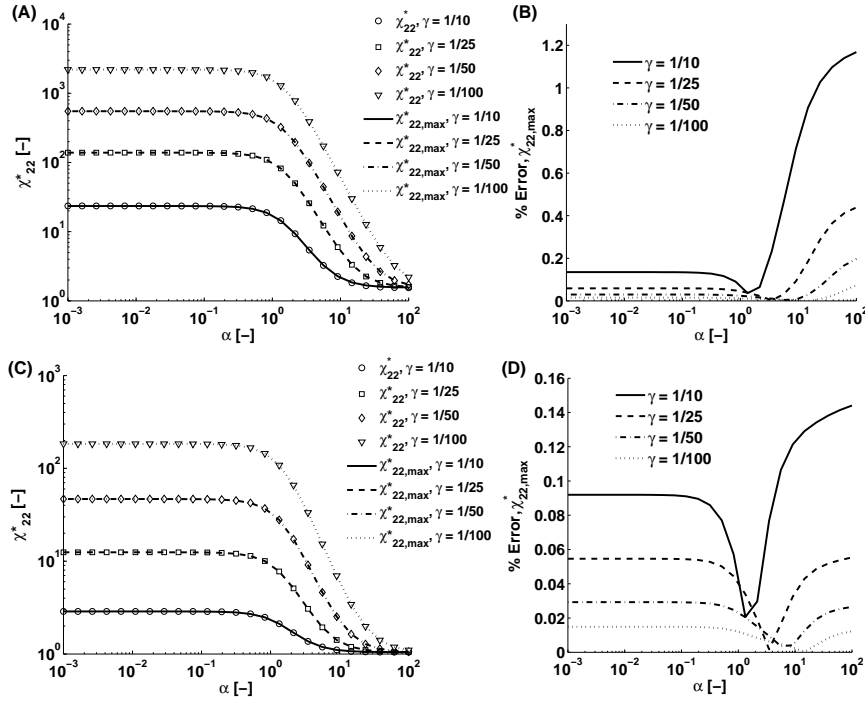 (A)
10^4
10^3
10^2
10^1
10^0
χ*22 [−]
10^−3
10^−1
10^0
10^1
10^2
α [−]
χ*22, γ = 1/10
χ*22, γ = 1/25
χ*22, γ = 1/50
χ*22, γ = 1/100
χ*22,max, γ = 1/10
χ*22,max, γ = 1/25
χ*22,max, γ = 1/50
χ*22,max, γ = 1/100
(B)
1.2
1
0.8
0.6
0.4
0.2
0
% Error, χ*22,max
10^−3
10^−1
10^0
10^1
10^2
α [−]
γ = 1/10
γ = 1/25
γ = 1/50
γ = 1/100
(C)
10^3
10^2
10^1
10^0
χ*22 [−]
10^−3
10^−1
10^0
10^1
10^2
α [−]
χ*22, γ = 1/10
χ*22, γ = 1/25
χ*22, γ = 1/50
χ*22, γ = 1/100
χ*22,max, γ = 1/10
χ*22,max, γ = 1/25
χ*22,max, γ = 1/50
χ*22,max, γ = 1/100
(D)
0.16
0.14
0.12
0.1
0.08
0.06
0.04
0.02
0
% Error, χ*22,max
10^−3
10^−1
10^0
10^1
10^2
α [−]
γ = 1/10
γ = 1/25
γ = 1/50
γ = 1/100